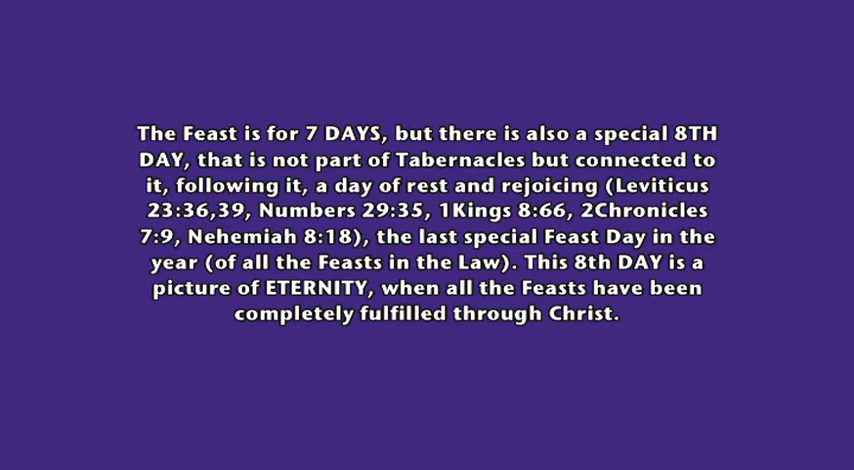 The Feast is for 7 DAYS, but there is also a special 8TH
DAY, that is not part of Tabernacles but connected to
it, following it, a day of rest and rejoicing (Leviticus
23:36,39, Numbers 29:35, 1Kings 8:66, 2Chronicles
7:9, Nehemiah 8:18), the last special Feast Day in the
year (of all the Feasts in the Law). This 8th DAY is a
picture of ETERNITY, when all the Feasts have been
completely fulfilled through Christ.